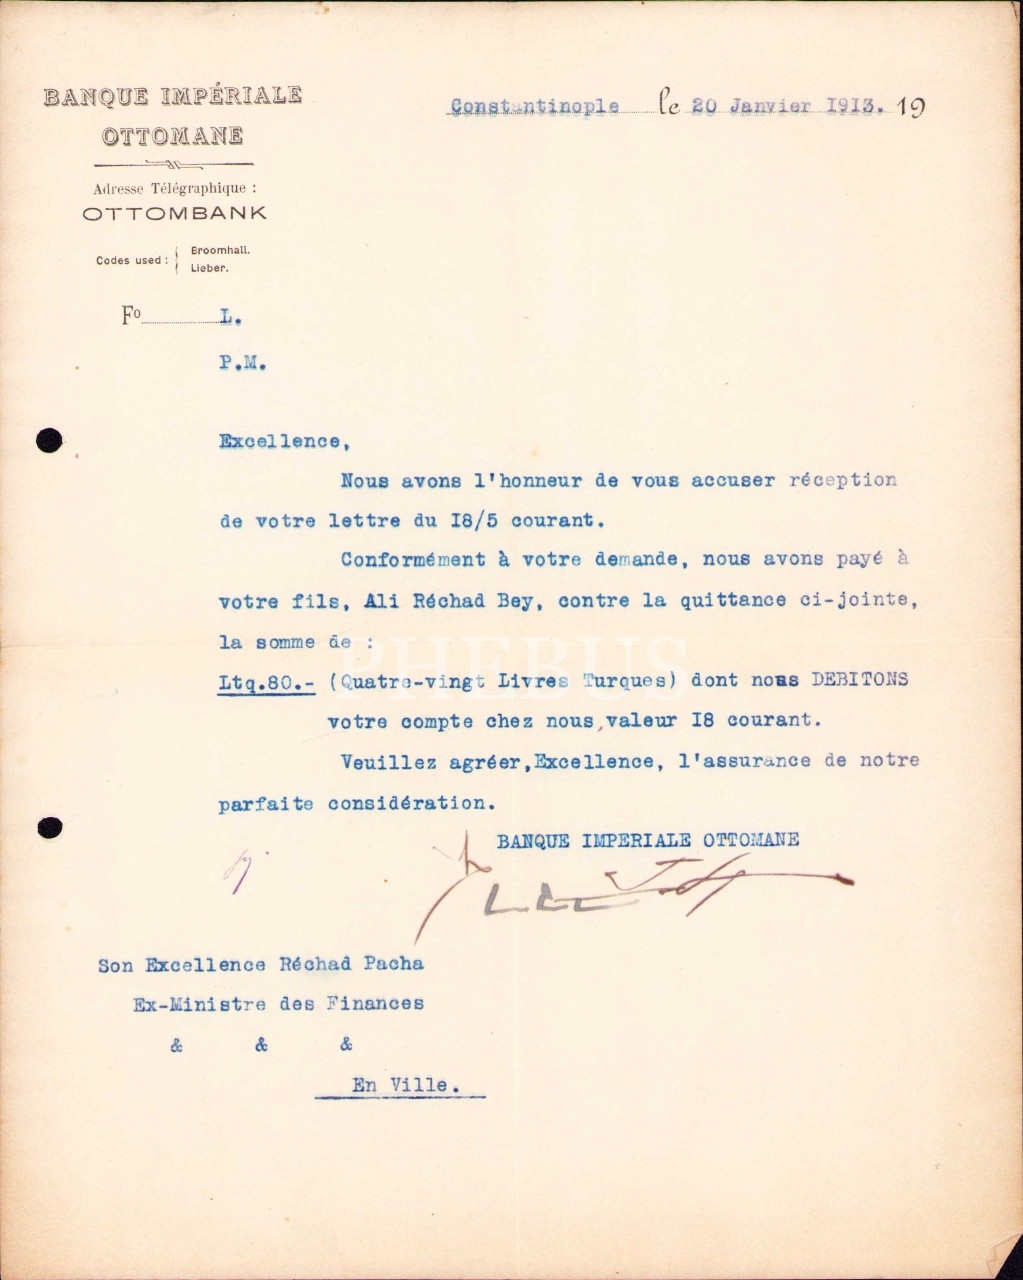 BANQUE IMPÉRIALE
OTTOMANE
Adresse Télégraphique :
OTTOMBANK
Codes used : Broomhall.
Lieber.
Constantinople le 20 Janvier 1913. 19
Fo L.
P.M.
Excellence,
Nous avons l'honneur de vous accuser réception
de votre lettre du I8/5 courant.
Conformément à votre demande, nous avons payé à
votre fils, Ali Réchad Bey, contre la quittance ci-jointe,
la somme de :
PHEBUS
Ltq.80.- (Quatre-vingt Livres Turques) dont nous DEBITONS
votre compte chez nous,valeur I8 courant.
Veuillez agréer,Excellence, l'assurance de notre
parfaite considération.
BANQUE IMPERIALE OTTOMANE
Son Excellence Réchad Pacha
Ex-Ministre des Finances
& & &
En Ville.